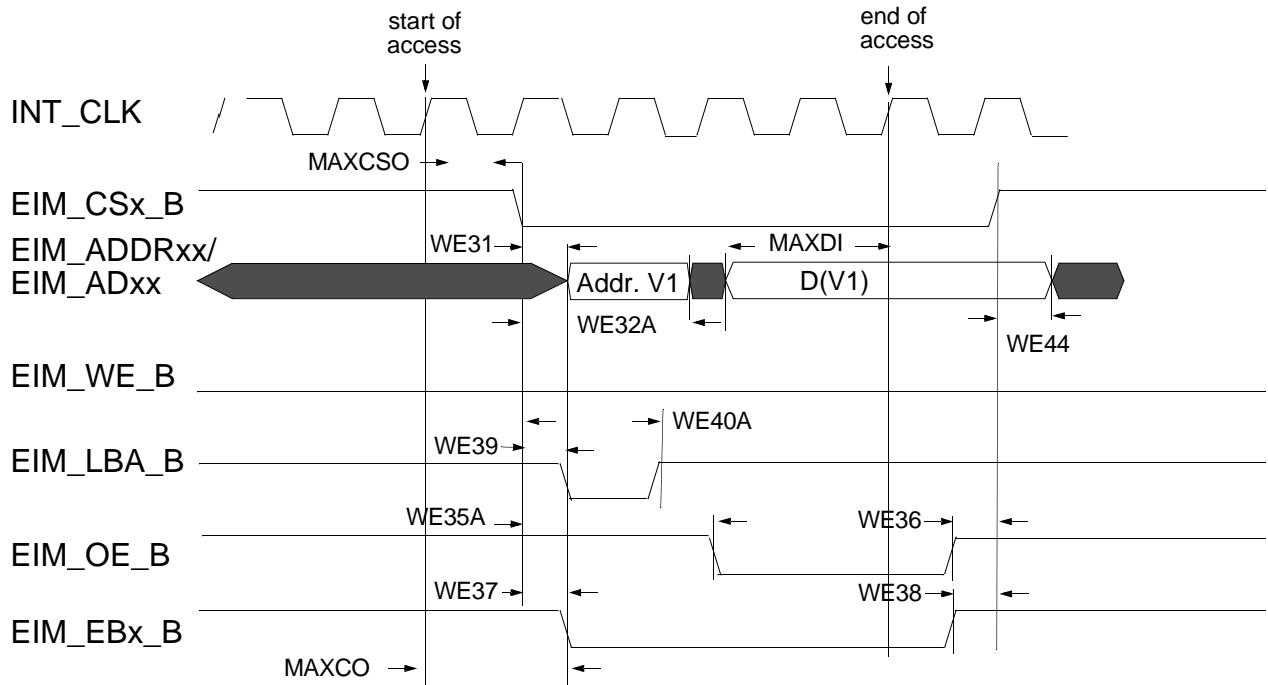 start of
access
end of
access
INT_CLK
MAXCSO
EIM_CSx_B
EIM_ADDRxx/
EIM_ADxx
WE31
MAXDI
Addr. V1
D(V1)
WE32A
WE44
EIM_WE_B
WE40A
WE39
EIM_LBA_B
WE35A
WE36
EIM_OE_B
WE37
WE38
EIM_EBx_B
MAXCO